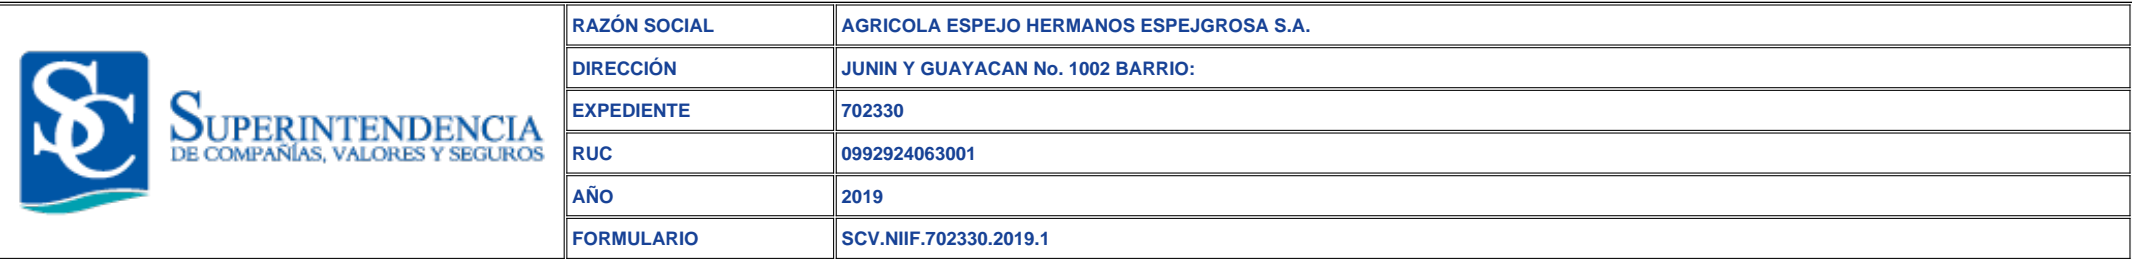 SC
SUPERINTENDENCIA
DE COMPAÑÍAS, VALORES Y SEGUROS
RAZÓN SOCIAL AGRICOLA ESPEJO HERMANOS ESPEJGROSA S.A.
DIRECCIÓN JUNIN Y GUAYACAN No. 1002 BARRIO:
EXPEDIENTE 702330
RUC 0992924063001
AÑO 2019
FORMULARIO SCV.NIIF.702330.2019.1